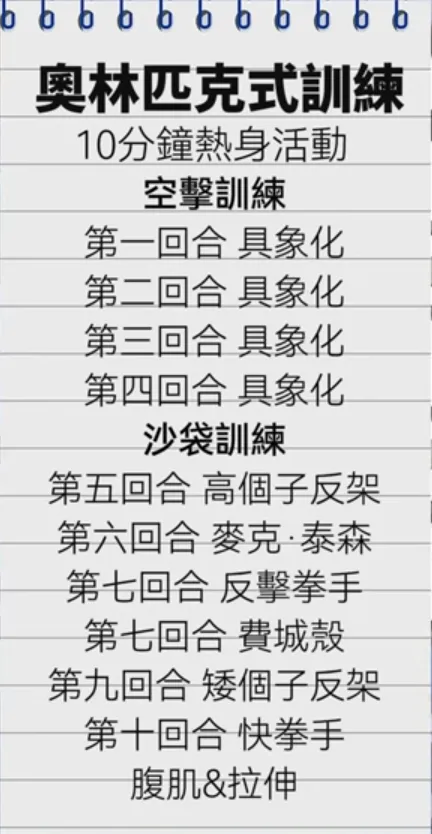 奧林匹克式訓練
10分鐘熱身活動
空擊訓練
第一回合 具象化
第二回合 具象化
第三回合 具象化
第四回合 具象化
沙袋訓練
第五回合 高個子反架
第六回合 麥克·泰森
第七回合 反擊拳手
第七回合 費城殼
第九回合 矮個子反架
第十回合 快拳手
腹肌&拉伸